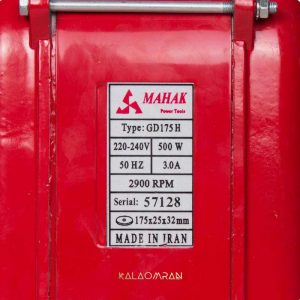 MAHAK
Power Tools
Type: GD175H
220-240V 500 W
50 HZ 3.0A
2900 RPM
Serial: 57128
175x25x32mm
MADE IN IRAN
KALAOMRAN